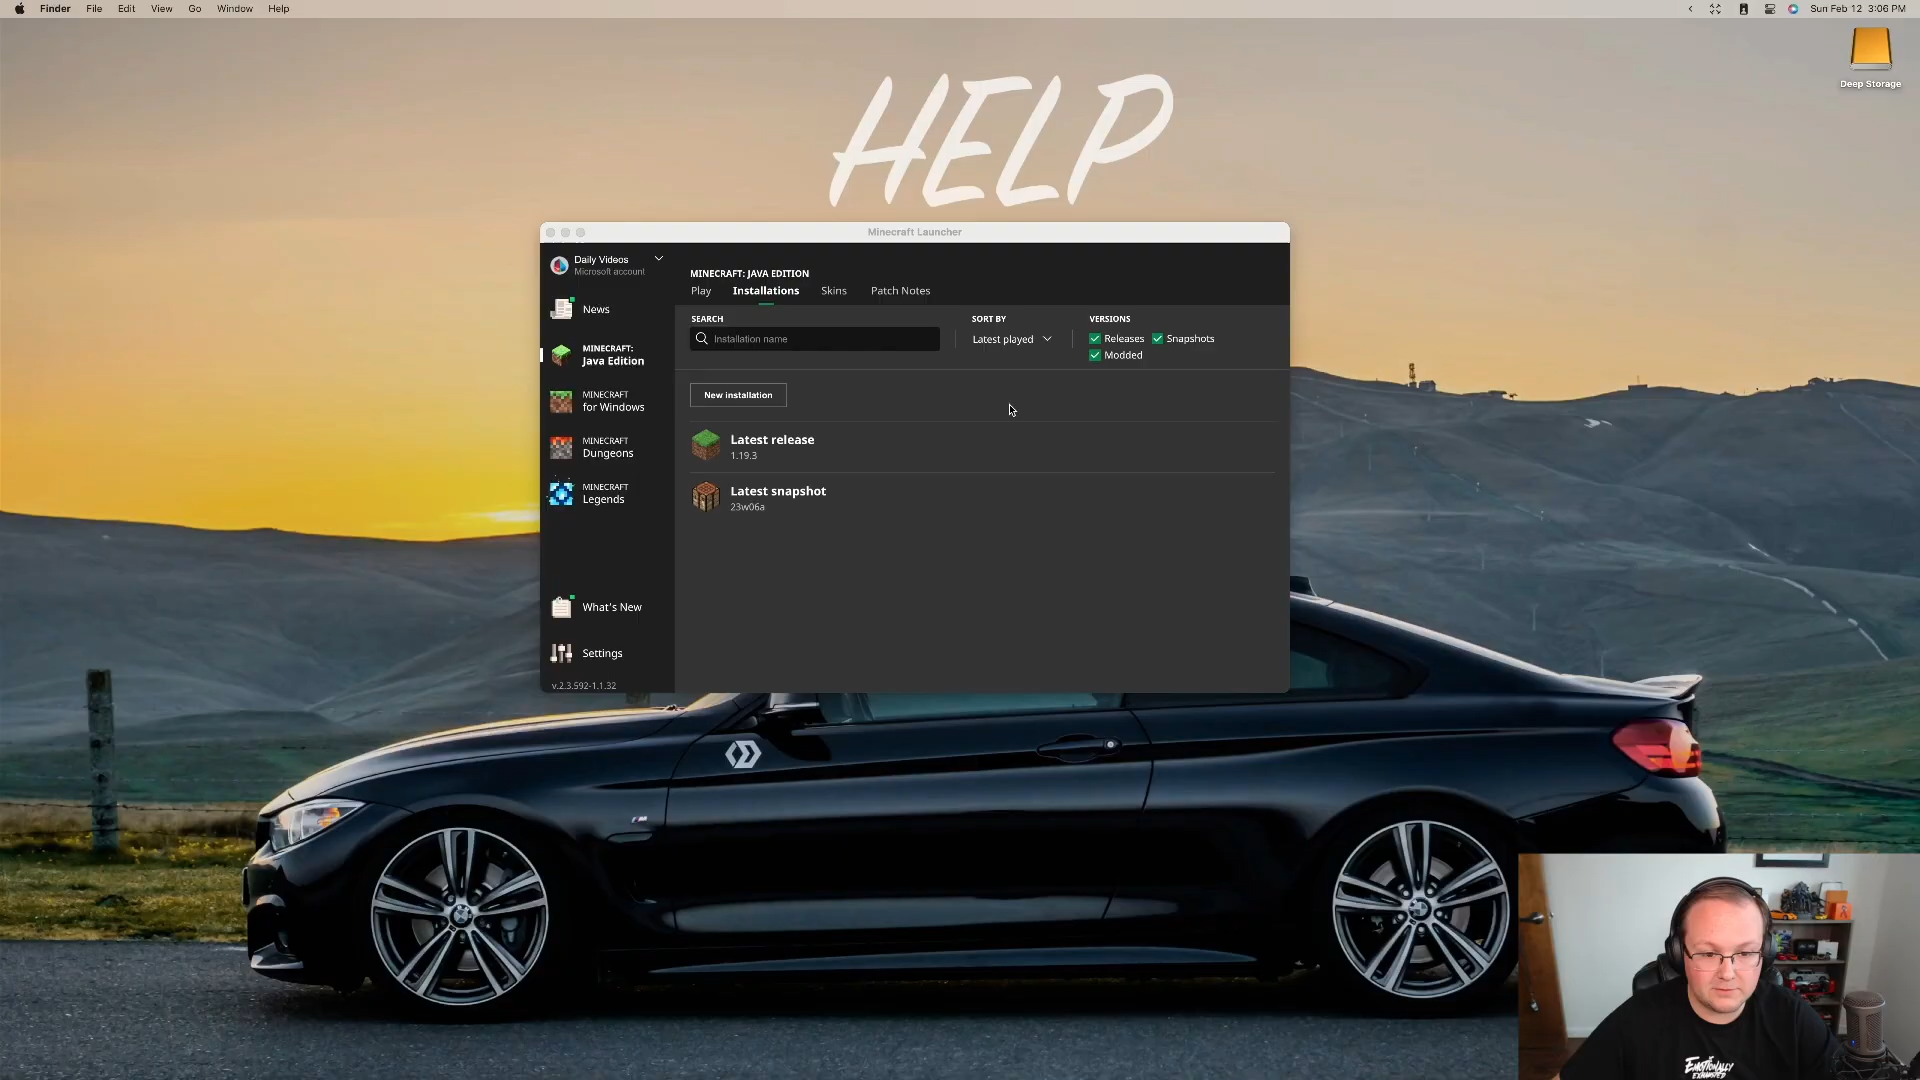 Finder File Edit View Go Window Help
Sun Feb 12 3:06 PM
Deep Storage
HELP
Minecraft Launcher
Daily Videos
Microsoft account
News
MINECRAFT:
Java Edition
MINECRAFT
for Windows
MINECRAFT
Dungeons
MINECRAFT
Legends
What's New
Settings
v.2.3.592-1.1.32
MINECRAFT: JAVA EDITION
Play Installations Skins Patch Notes
SEARCH SORT BY VERSIONS
Installation name Latest played Releases Snapshots
Modded
New installation
Latest release
1.19.3
Latest snapshot
23w06a
EMOTIONALLY
EXHAUSTED